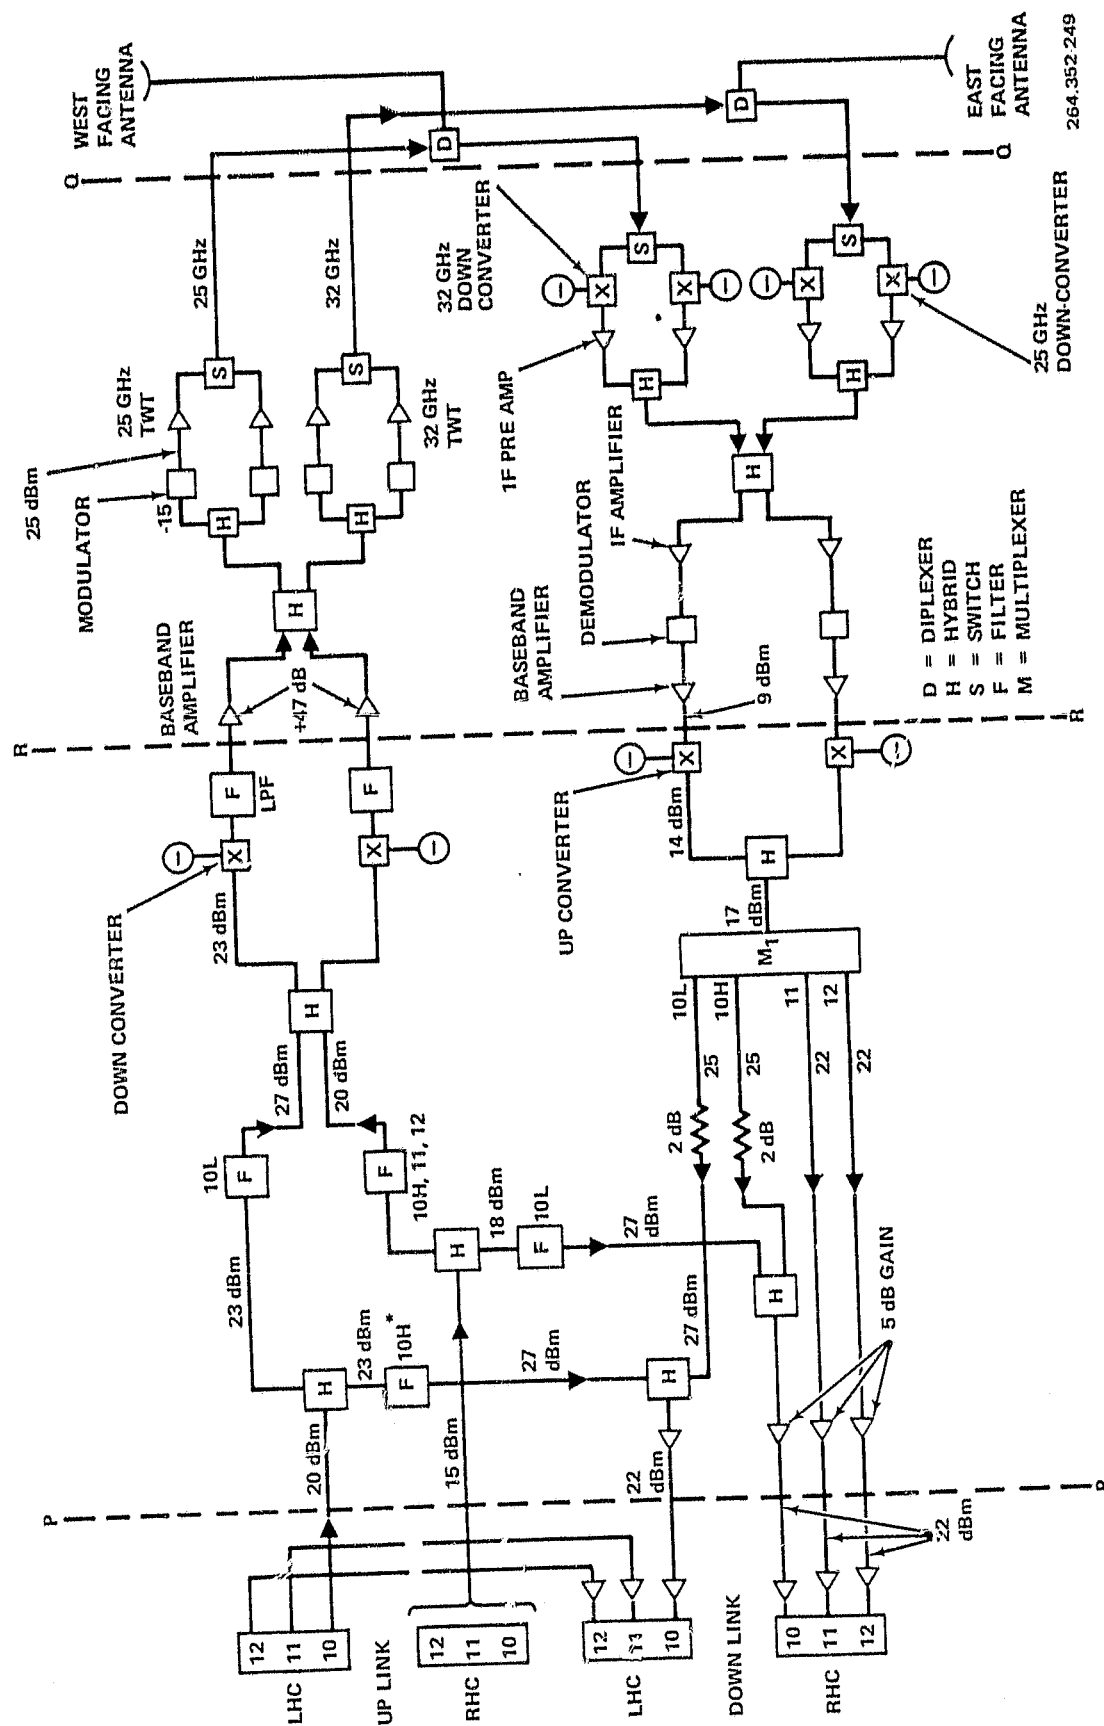 WEST
FACING
ANTENNA
EAST
FACING
ANTENNA
264.352-249
Q
Q
D
D
25 GHz
32 GHz
25 dBm
MODULATOR
-15
25 GHz
TWT
32 GHz
TWT
H
S
H
S
H
32 GHz
DOWN
CONVERTER
1F PRE AMP
25 GHz
DOWN-CONVERTER
X
X
S
H
X
X
S
H
H
1F AMPLIFIER
DEMODULATOR
BASEBAND
AMPLIFIER
9 dBm
D = DIPLEXER
H = HYBRID
S = SWITCH
F = FILTER
M = MULTIPLEXER
BASEBAND
AMPLIFIER
+47 dB
R
R
F
LPF
F
X
X
DOWN CONVERTER
23 dBm
H
27 dBm
20 dBm
UP CONVERTER
X
X
14 dBm
H
17
dBm
M1
10L
10H
11
12
25
25
22
22
2 dB
2 dB
10L
F
F
10H, 11, 12
23 dBm
H
18 dBm
F
10L
27
dBm
H
23 dBm
F
10H*
27
dBm
27 dBm
H
H
5 dB GAIN
20 dBm
15 dBm
22
dBm
22
dBm
P
P
12
11
10
LHC
UP LINK
12
11
10
RHC
12
11
10
LHC
DOWN LINK
10
11
12
RHC